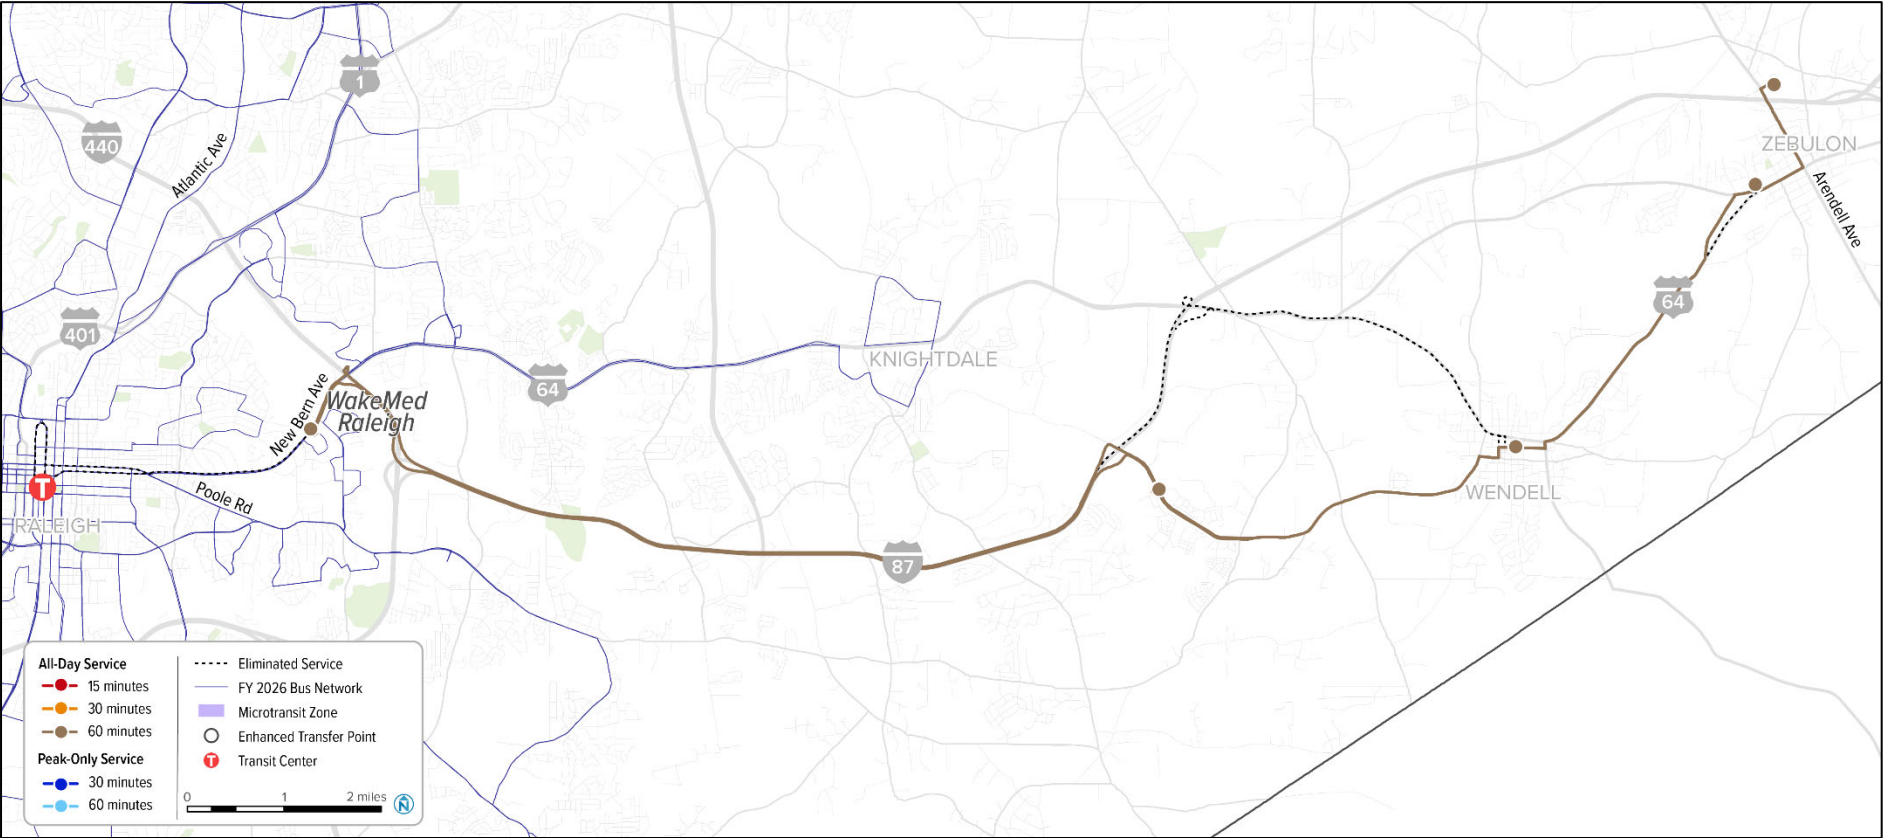 1
440
Atlantic Ave
ZEBULON
Arendell Ave
64
401
KNIGHTDALE
64
New Bern Ave
WakeMed
Raleigh
T
Poole Rd
WENDELL
RALEIGH
87
All-Day Service
15 minutes
30 minutes
60 minutes
Peak-Only Service
30 minutes
60 minutes
Eliminated Service
FY 2026 Bus Network
Microtransit Zone
Enhanced Transfer Point
T Transit Center
0 1 2 miles
N